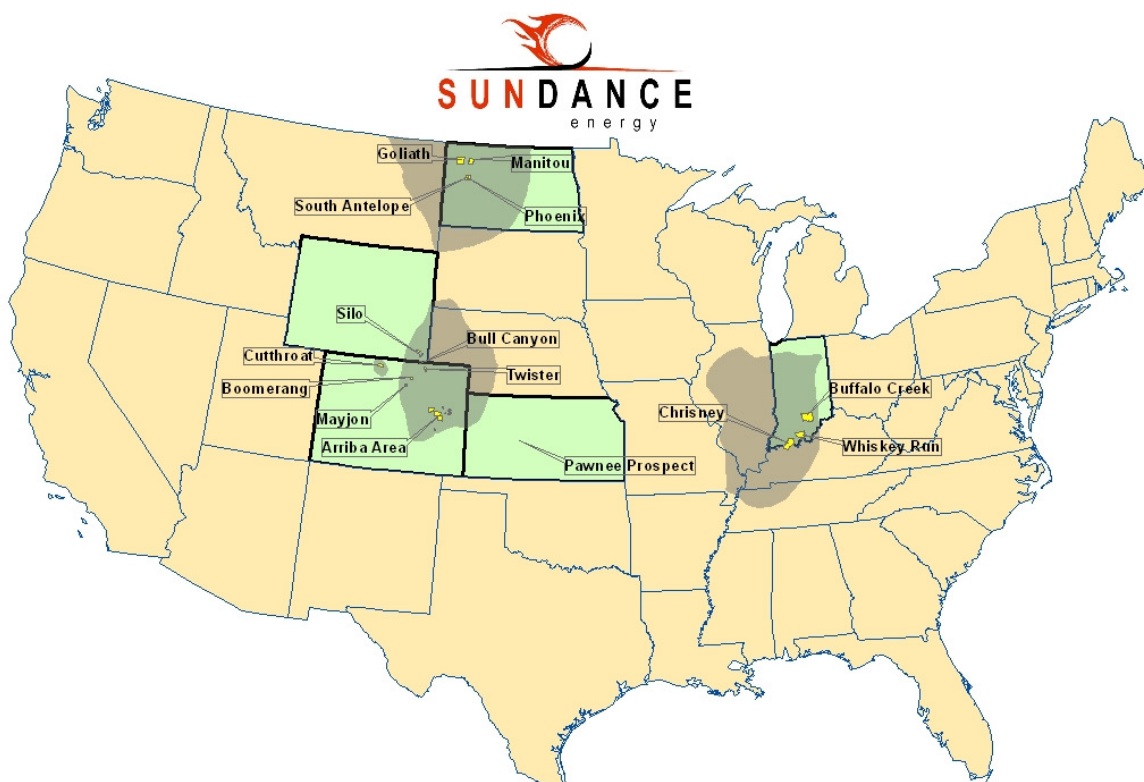 SUNDANCE
energy
Goliath
Manitou
South Antelope
Phoenix
Silo
Bull Canyon
Cutthroat
Twister
Boomerang
Mayjon
Arriba Area
Pawnee Prospect
Buffalo Creek
Chrisney
Whiskey Run